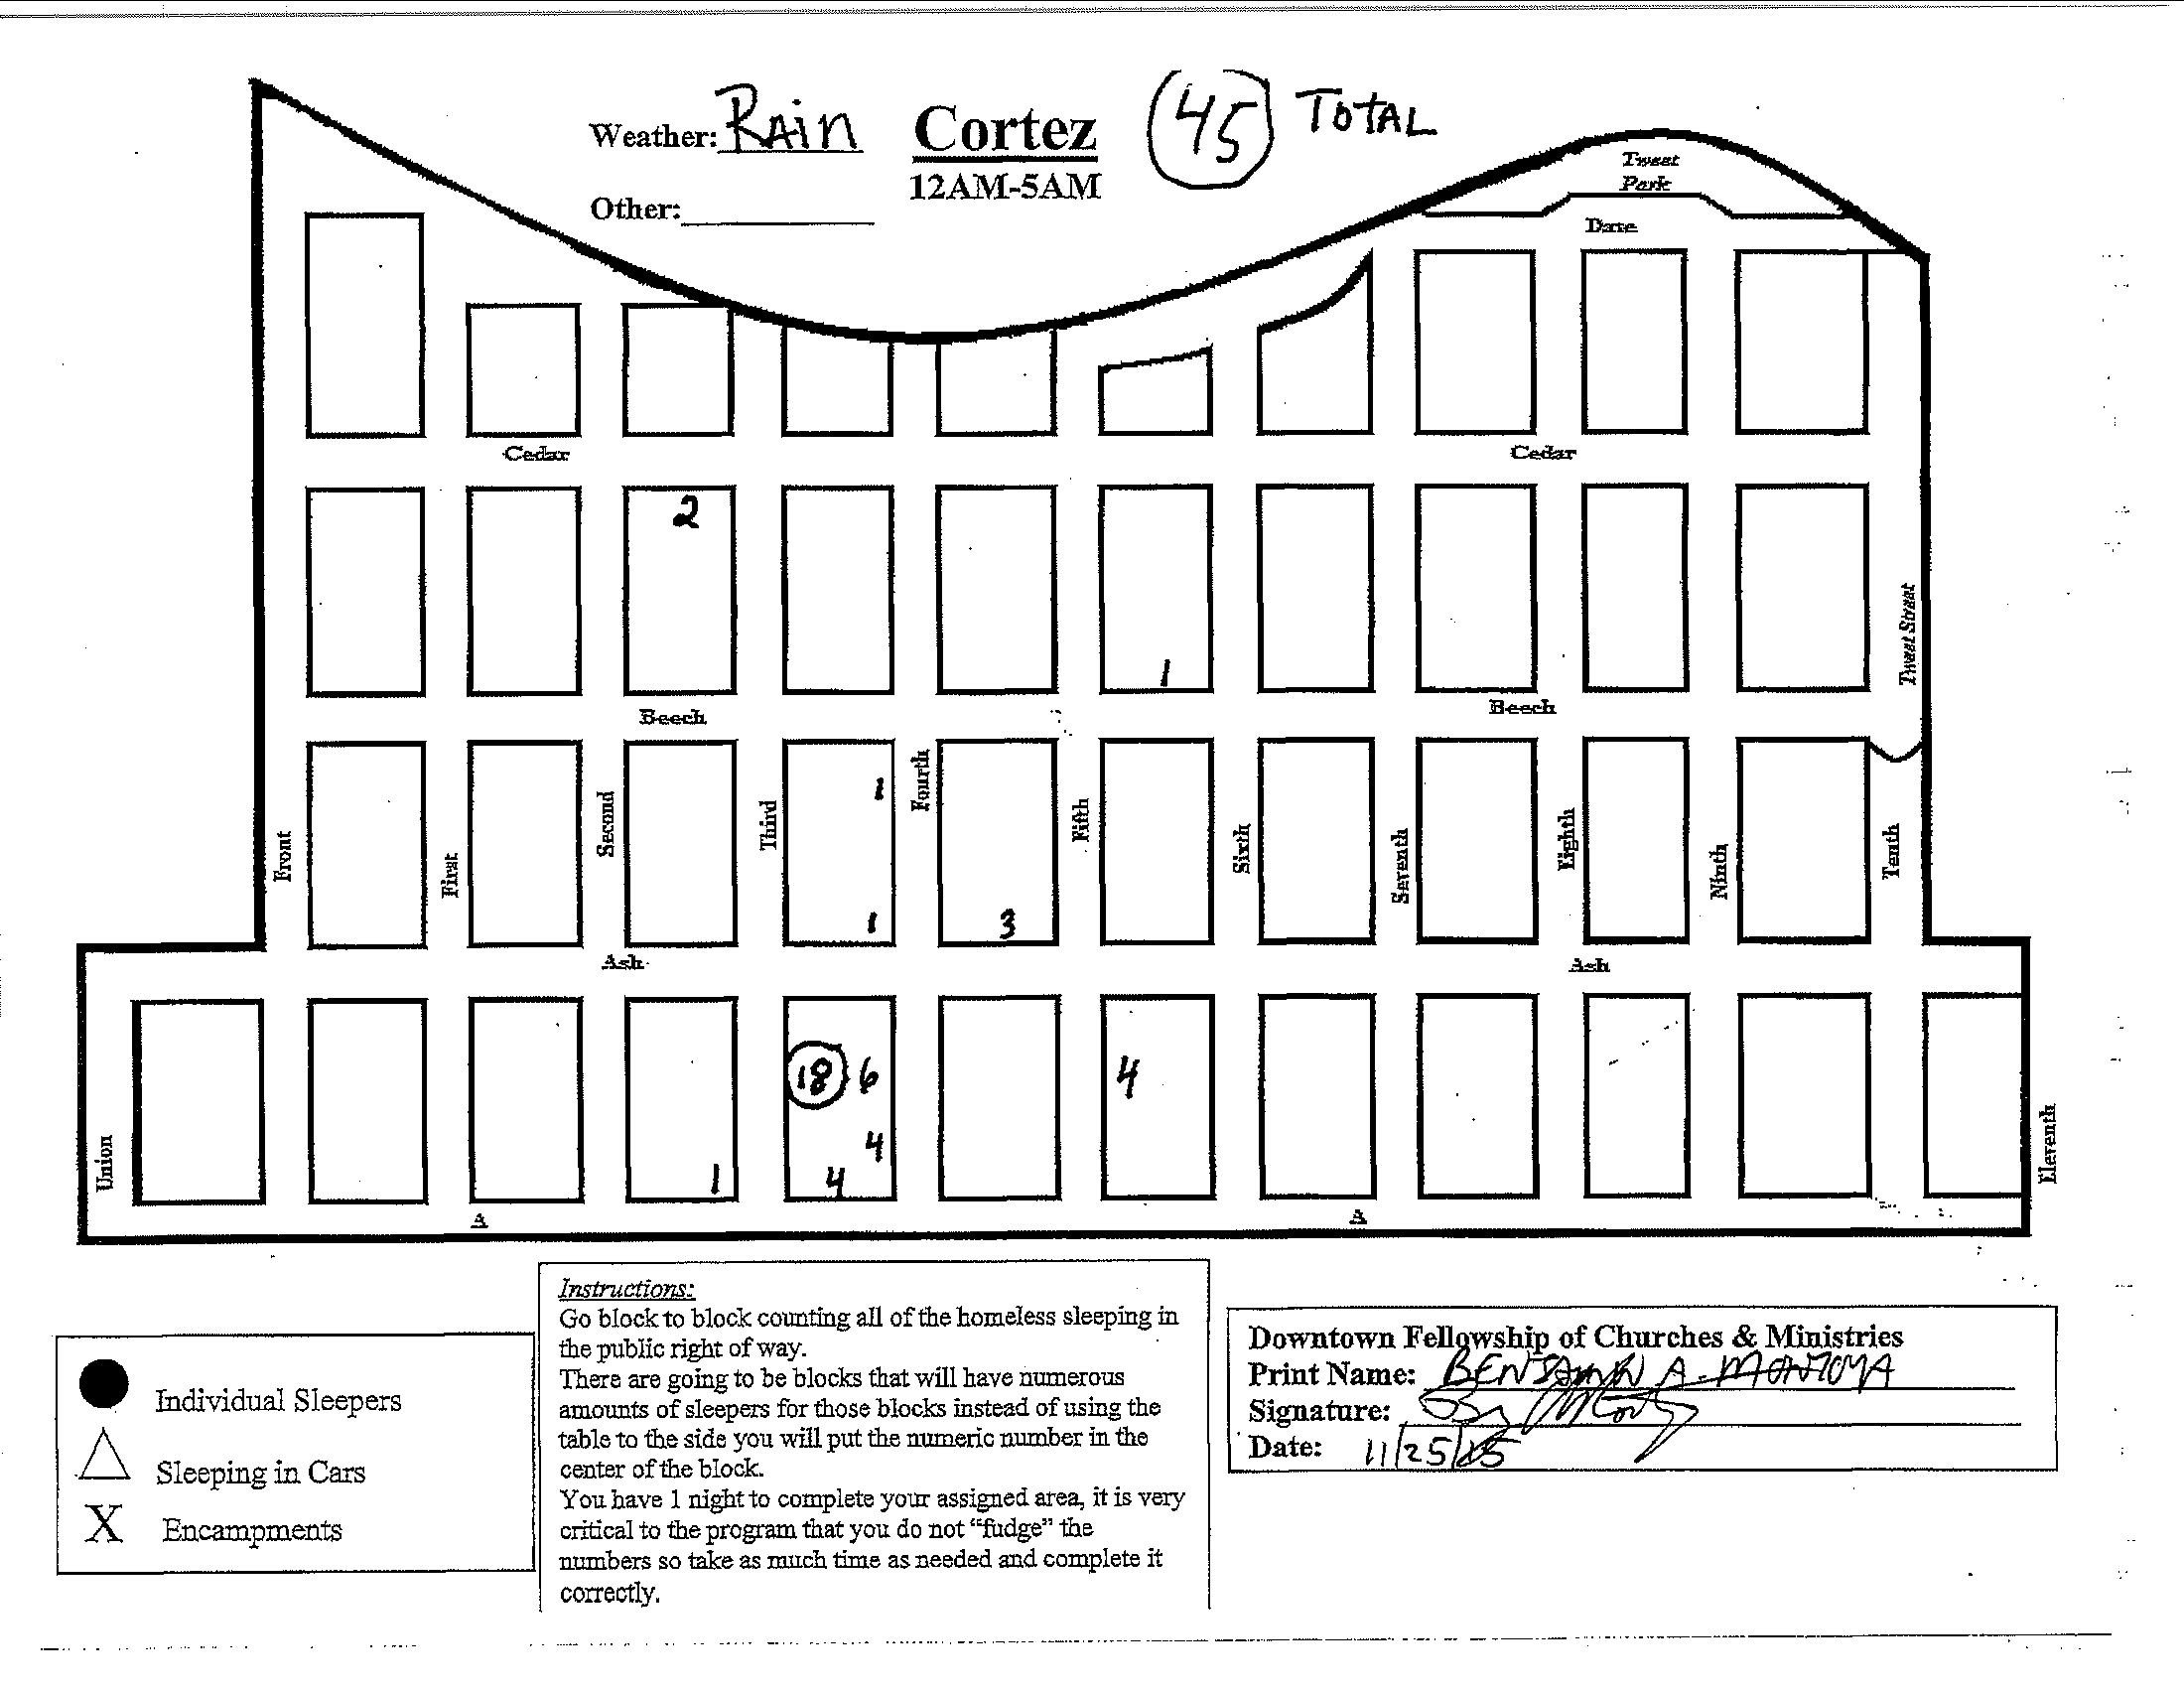 Weather: RAIN Cortez 45 TOTAL
12AM-5AM
Other:
Tweet
Park
Date
Cedar Cedar
2
1
Tweet Street
Beech Beech
1
1 3
Front First Second Third Fourth Fifth Sixth Seventh Eighth Ninth Tenth
Ash Ash
18 6 4
4
1 4
Union Eleventh
A A
Individual Sleepers
Sleeping in Cars
X Encampments
Instructions:
Go block to block counting all of the homeless sleeping in
the public right of way.
There are going to be blocks that will have numerous
amounts of sleepers for those blocks instead of using the
table to the side you will put the numeric number in the
center of the block.
You have 1 night to complete your assigned area, it is very
critical to the program that you do not “fudge” the
numbers so take as much time as needed and complete it
correctly.
Downtown Fellowship of Churches & Ministries
Print Name: BENJAMIN A. MONTOYA
Signature:
Date: 11/25/15